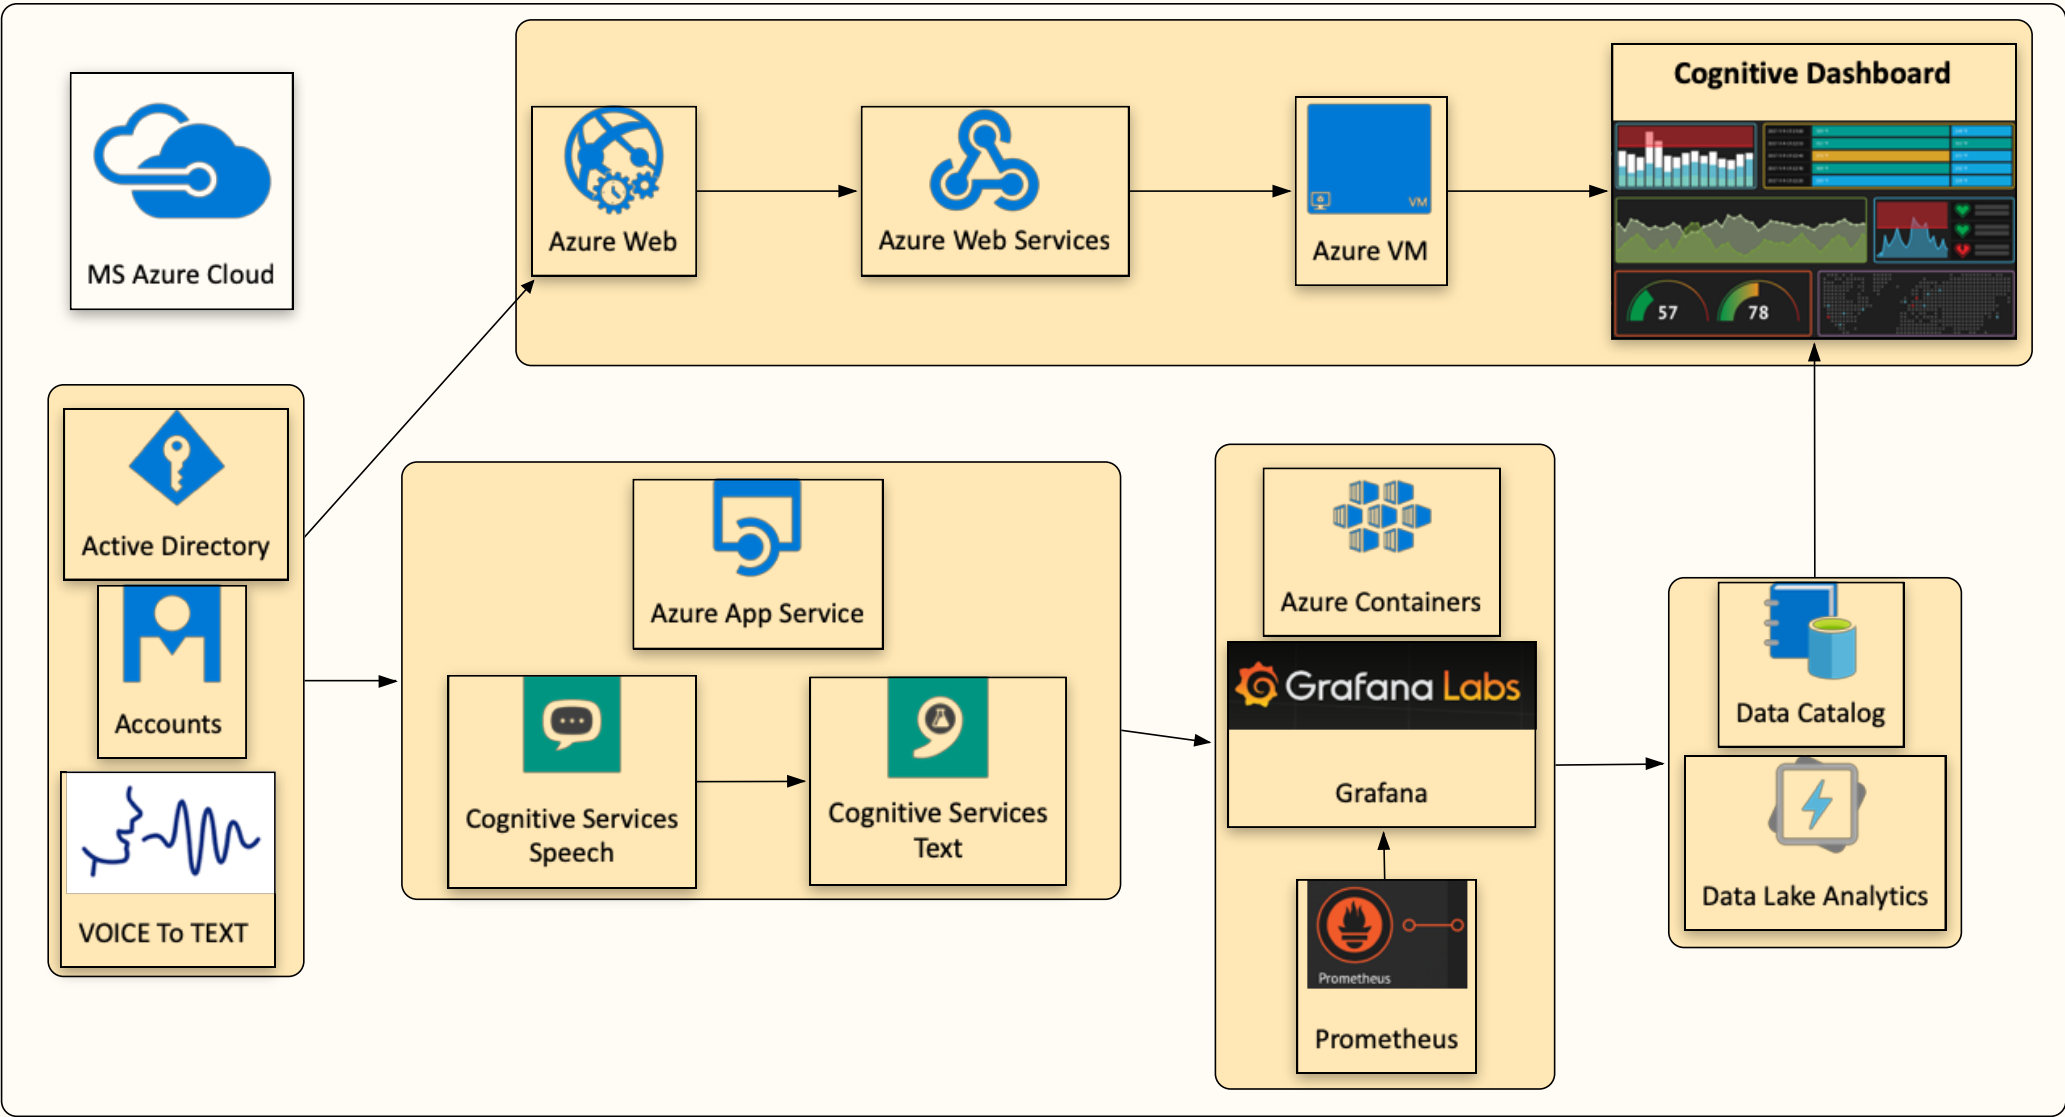 MS Azure Cloud
Azure Web
Azure Web Services
VM
Azure VM
Cognitive Dashboard
57
78
Active Directory
Accounts
VOICE To TEXT
Azure App Service
Cognitive Services
Speech
Cognitive Services
Text
Azure Containers
Grafana Labs
Grafana
Prometheus
Prometheus
Data Catalog
Data Lake Analytics